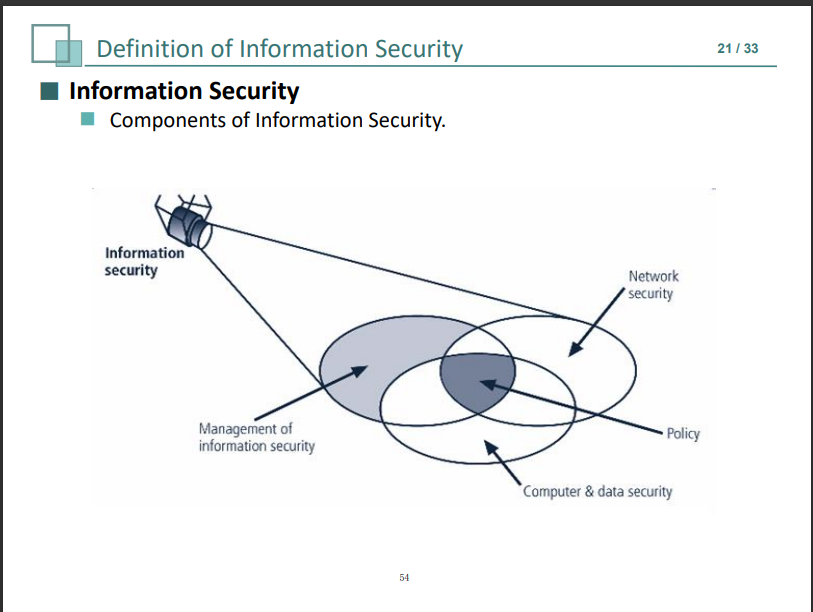 Definition of Information Security
21 / 33
Information Security
Components of Information Security.
Information
security
Network
security
Management of
information security
Policy
Computer & data security
54